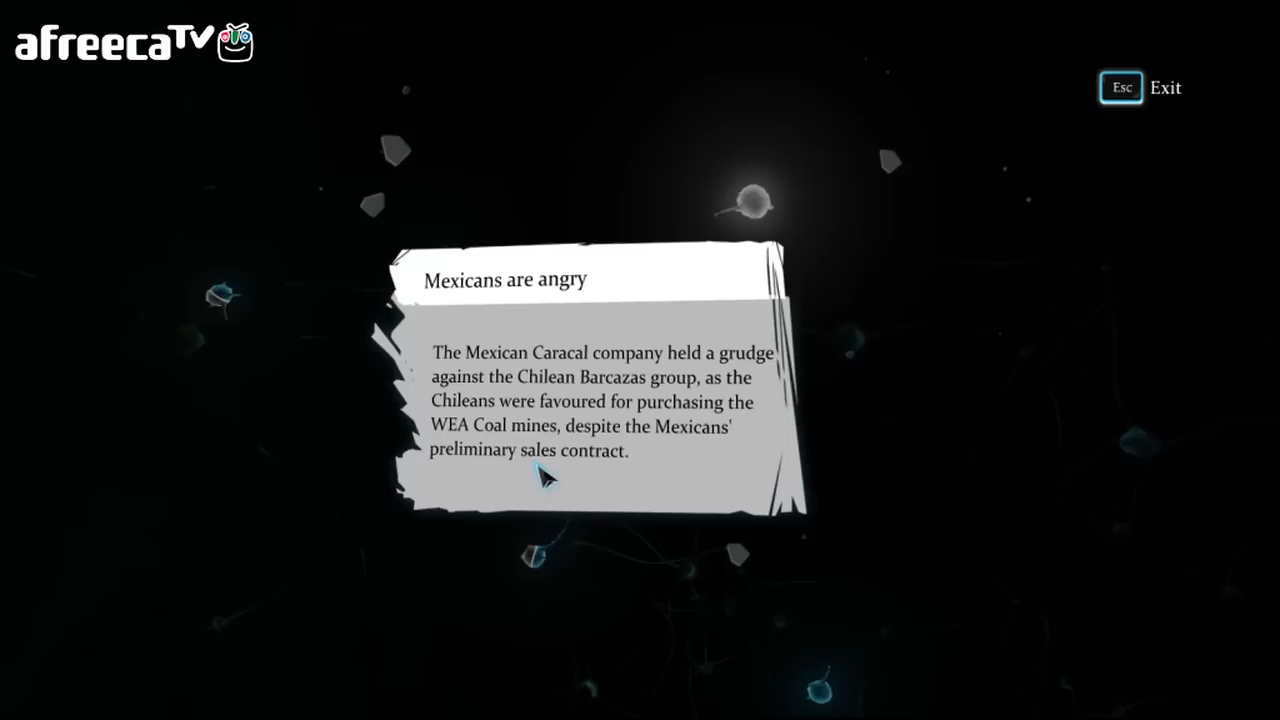 afreecaTV
Esc Exit
Mexicans are angry
The Mexican Caracal company held a grudge
against the Chilean Barcazas group, as the
Chileans were favoured for purchasing the
WEA Coal mines, despite the Mexicans'
preliminary sales contract.